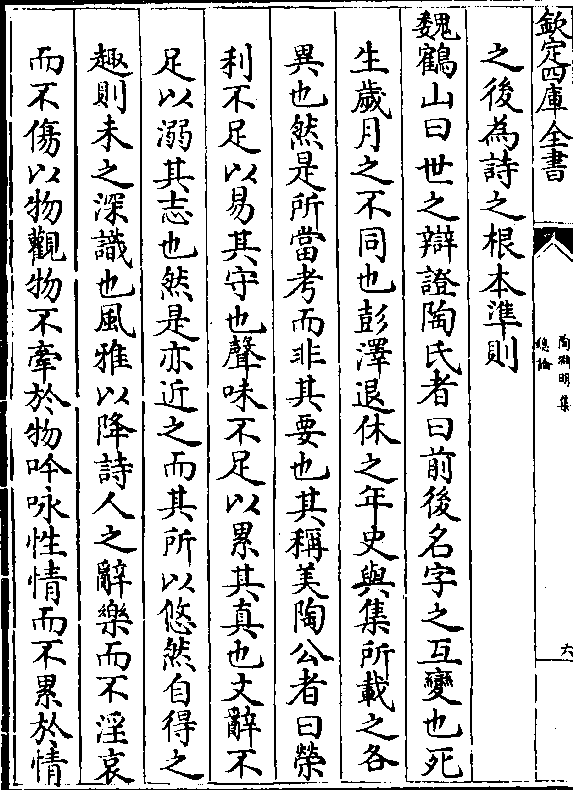 欽定四庫全書
陶淵明集
總論
六
之後為詩之根本準則
魏鶴山曰世之辯證陶氏者曰前後名字之互變也死
生歲月之不同也彭澤退休之年史與集所載之各
異也然是所當考而非其要也其稱美陶公者曰榮
利不足以易其守也聲味不足以累其真也文辭不
足以溺其志也然是亦近之而其所以悠然自得之
趣則未之深識也風雅以降詩人之辭樂而不淫哀
而不傷以物觀物不牽於物吟咏性情而不累於情